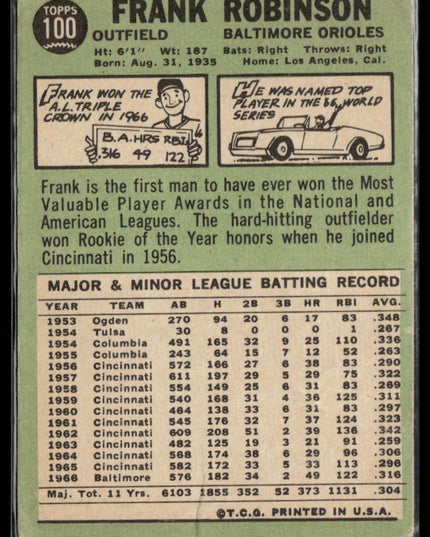 TOPPS
100
FRANK ROBINSON
OUTFIELD BALTIMORE ORIOLES
Ht: 6'1" Wt: 187 Bats: Right Throws: Right
Born: Aug. 31, 1935 Home: Los Angeles, Cal.
FRANK WON THE
A.L. TRIPLE
CROWN IN 1966
B.A. HRS RBI
.316 49 122
HE WAS NAMED TOP
PLAYER IN THE '66 WORLD
SERIES
Frank is the first man to have ever won the Most
Valuable Player Awards in the National and
American Leagues. The hard-hitting outfielder
won Rookie of the Year honors when he joined
Cincinnati in 1956.
MAJOR & MINOR LEAGUE BATTING RECORD
YEAR TEAM AB H 2B 3B HR RBI AVG.
1953 Ogden 270 94 20 6 17 83 .348
1954 Tulsa 30 8 0 0 0 1 .267
1954 Columbia 491 165 32 9 25 110 .336
1955 Columbia 243 64 15 7 12 52 .263
1956 Cincinnati 572 166 27 6 38 83 .290
1957 Cincinnati 611 197 29 5 29 75 .322
1958 Cincinnati 554 149 25 6 31 83 .269
1959 Cincinnati 540 168 31 4 36 125 .311
1960 Cincinnati 464 138 33 6 31 83 .297
1961 Cincinnati 545 176 32 7 37 124 .323
1962 Cincinnati 609 208 51 2 39 136 .342
1963 Cincinnati 482 125 19 3 21 91 .259
1964 Cincinnati 568 174 38 6 29 96 .306
1965 Cincinnati 582 172 33 5 33 113 .296
1966 Baltimore 576 182 34 2 49 122 .316
Maj. Tot. 11 Yrs. 6103 1855 352 52 373 1131 .304
©T.C.G. PRINTED IN U.S.A.